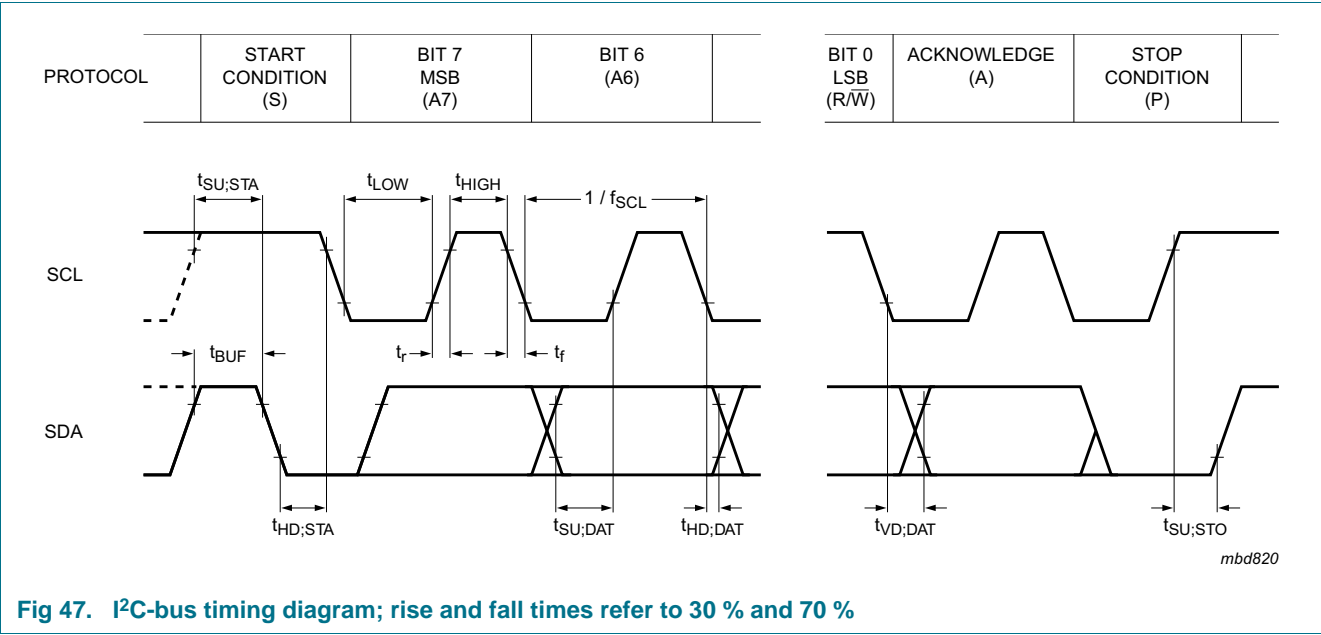 PROTOCOL
START
CONDITION
(S)
BIT 7
MSB
(A7)
BIT 6
(A6)
BIT 0
LSB
(R/W̅)
ACKNOWLEDGE
(A)
STOP
CONDITION
(P)
tSU;STA
tLOW
tHIGH
1 / fSCL
SCL
tBUF
tr
tf
SDA
tHD;STA
tSU;DAT
tHD;DAT
tVD;DAT
tSU;STO
mbd820
Fig 47. I²C-bus timing diagram; rise and fall times refer to 30 % and 70 %